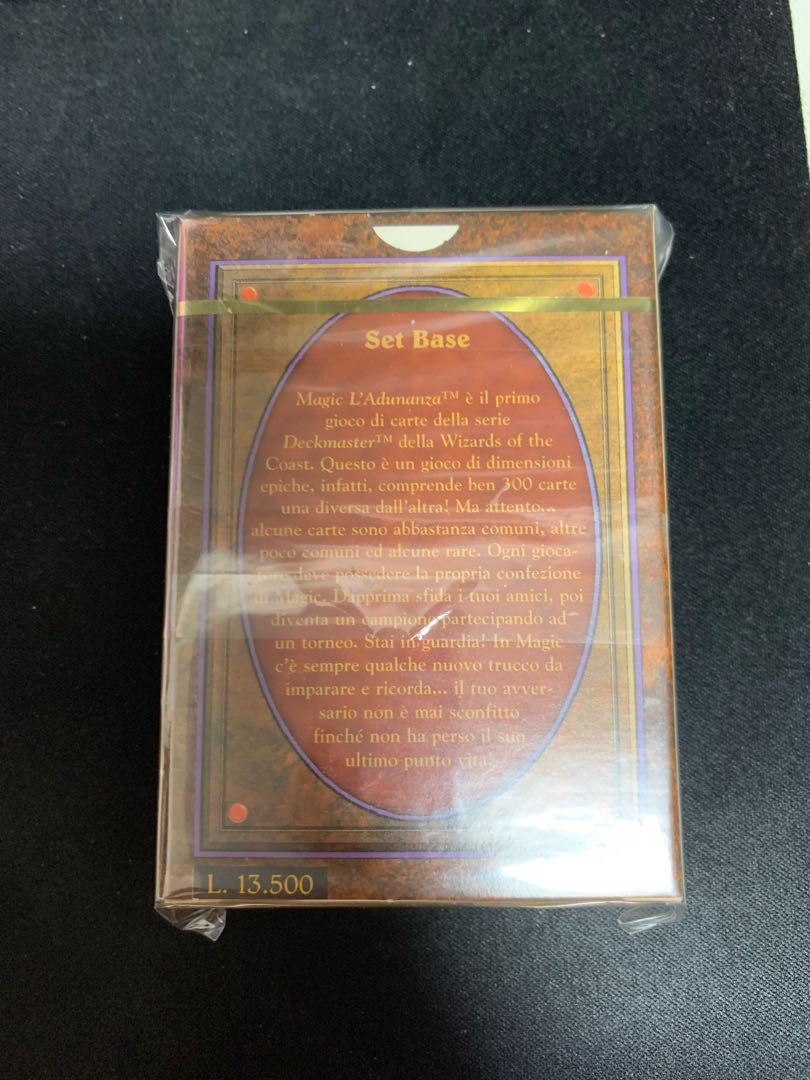 Set Base
Magic L'Adunanza™ è il primo
gioco di carte della serie
Deckmaster™ della Wizards of the
Coast. Questo è un gioco di dimensioni
epiche, infatti, comprende ben 300 carte
una diversa dall'altra! Ma attento...
alcune carte sono abbastanza comuni, altre
poco comuni ed alcune rare. Ogni gioca-
tore deve possedere la propria confezione
di Magic. Dapprima sfida i tuoi amici, poi
diventa un campione partecipando ad
un torneo. Stai in guardia! In Magic
c'è sempre qualche nuovo trucco da
imparare e ricorda... il tuo avver-
sario non è mai sconfitto
finché non ha perso il suo
ultimo punto vita!
L. 13.500